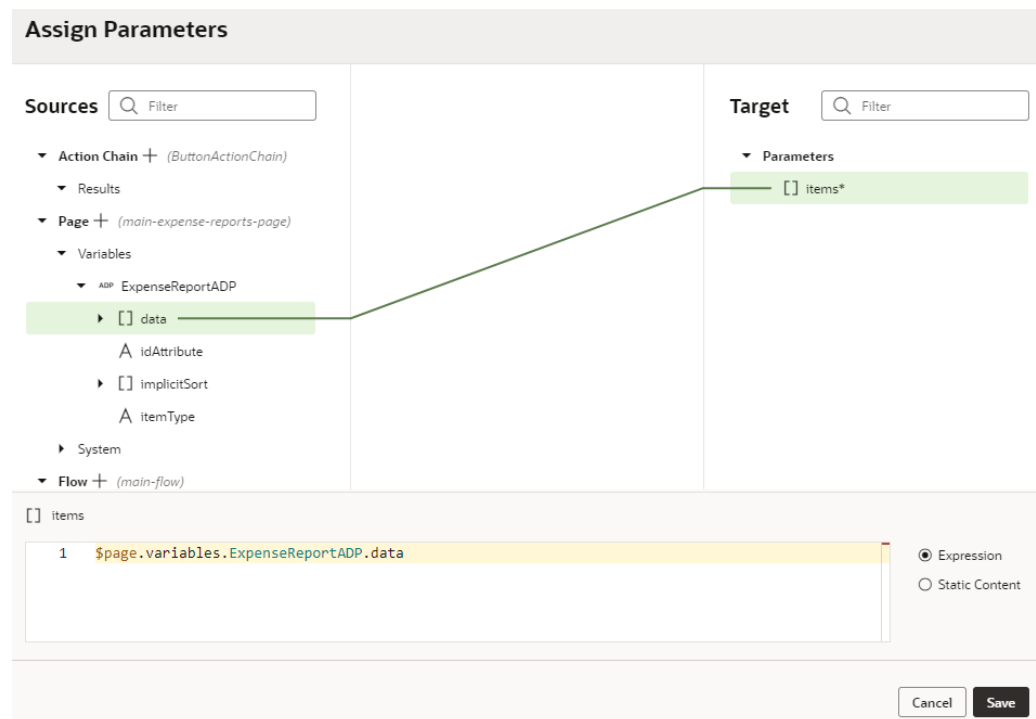 Assign Parameters
Sources
Filter
Action Chain + (ButtonActionChain)
Results
Page + (main-expense-reports-page)
Variables
ADP ExpenseReportADP
[] data
A idAttribute
[] implicitSort
A itemType
System
Flow + (main-flow)
Target
Filter
Parameters
[] items*
[] items
1 $page.variables.ExpenseReportADP.data
Expression
Static Content
Cancel
Save